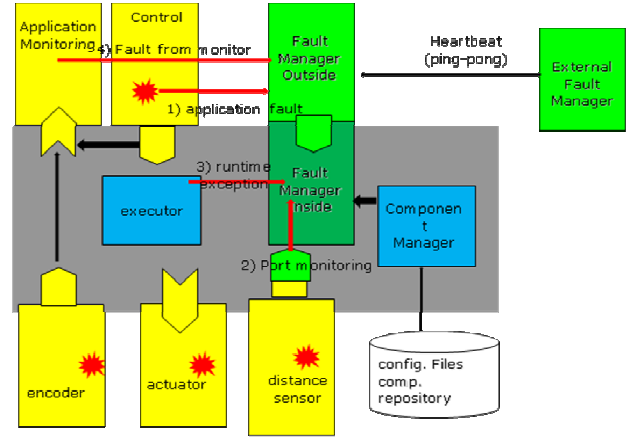 Application
Monitoring
Control
4) Fault from monitor
Fault
Manager
Outside
Heartbeat
(ping-pong)
External
Fault
Manager
1) application fault
3) runtime
exception
Fault
Manager
Inside
executor
Componen
t
Manager
2) Port monitoring
encoder
actuator
distance
sensor
config. Files
comp.
repository